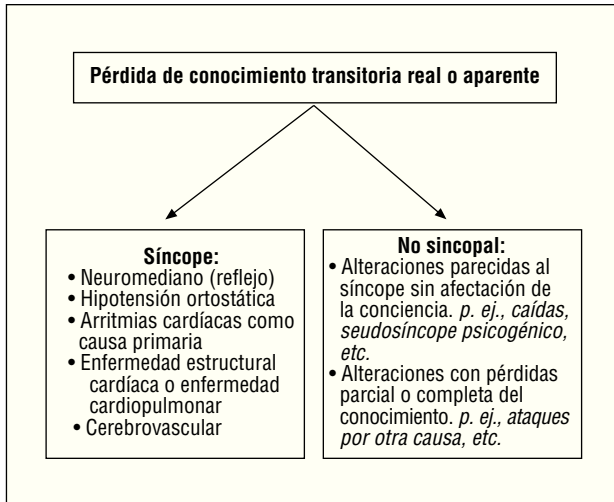 Pérdida de conocimiento transitoria real o aparente
Síncope:
• Neuromediano (reflejo)
• Hipotensión ortostática
• Arritmias cardíacas como
causa primaria
• Enfermedad estructural
cardíaca o enfermedad
cardiopulmonar
• Cerebrovascular
No sincopal:
• Alteraciones parecidas al
síncope sin afectación de
la conciencia. p. ej., caídas,
seudosíncope psicogénico,
etc.
• Alteraciones con pérdidas
parcial o completa del
conocimiento. p. ej., ataques
por otra causa, etc.